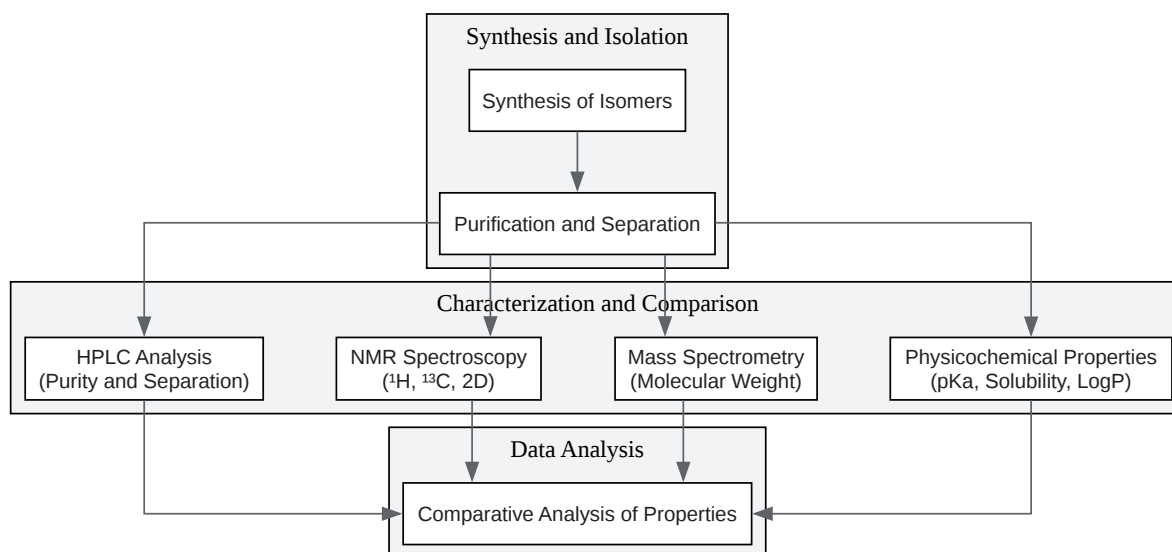 Synthesis and Isolation
Synthesis of Isomers
Purification and Separation
Characterization and Comparison
HPLC Analysis
(Purity and Separation)
NMR Spectroscopy
(¹H, ¹³C, 2D)
Mass Spectrometry
(Molecular Weight)
Physicochemical Properties
(pKa, Solubility, LogP)
Data Analysis
Comparative Analysis of Properties